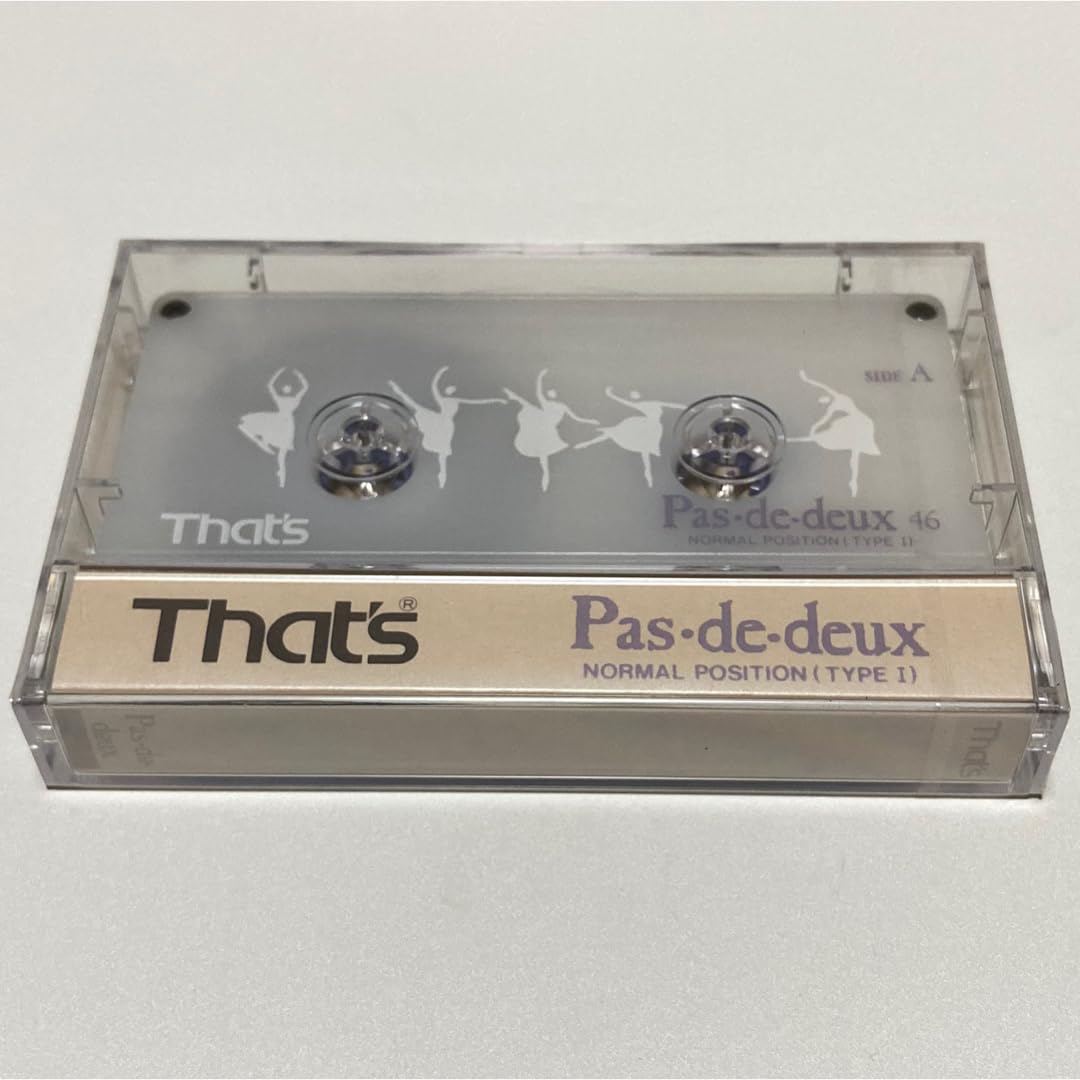 SIDE A
That's
Pas·de·deux 46
NORMAL POSITION (TYPE I)
That's®
Pas·de·deux
NORMAL POSITION (TYPE I)
Pas·de
deux
That's